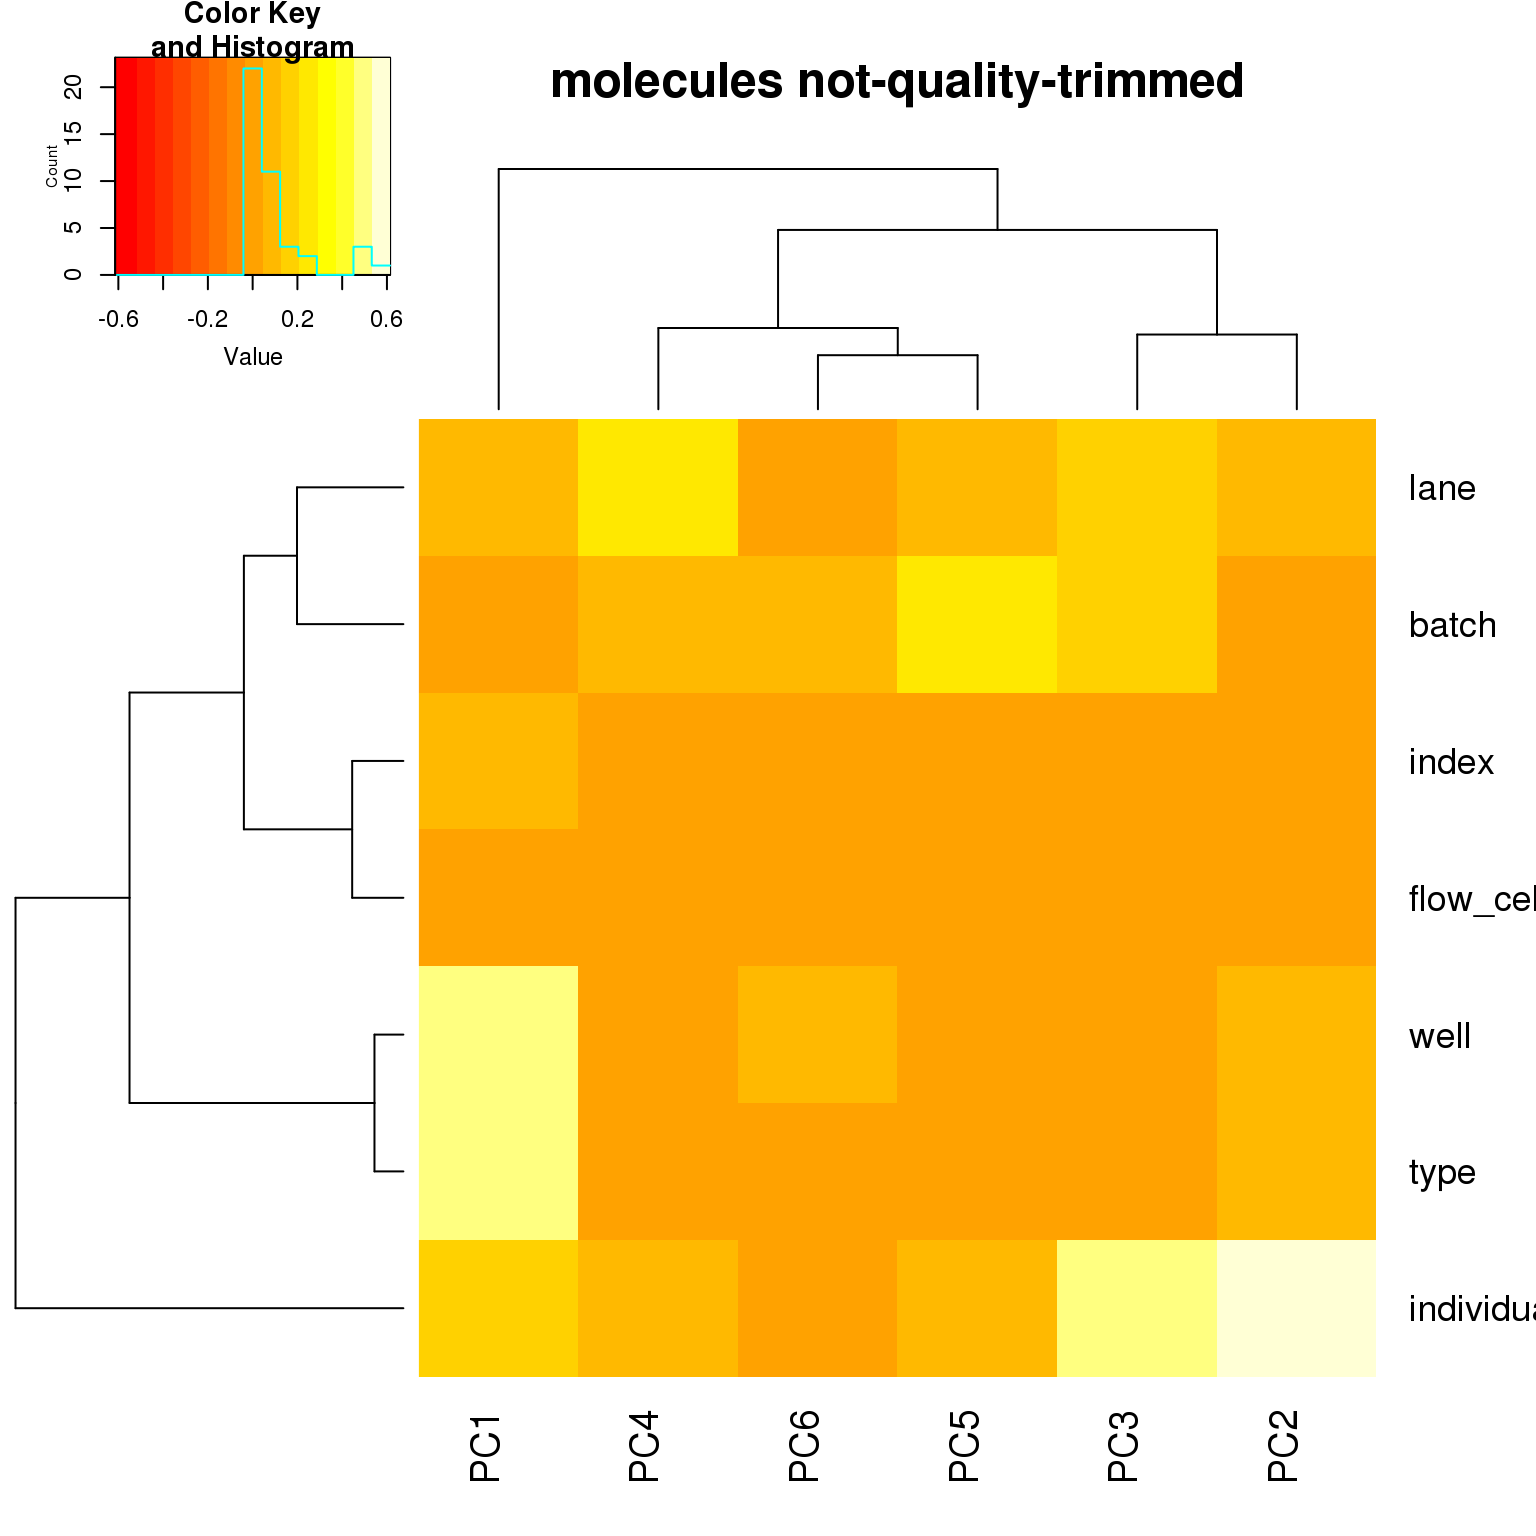 Color Key
and Histogram
molecules not-quality-trimmed
Count
0 5 10 15 20
-0.6 -0.2 0.2 0.6
Value
lane
batch
index
flow_cel
well
type
individua
PC1 PC4 PC6 PC5 PC3 PC2